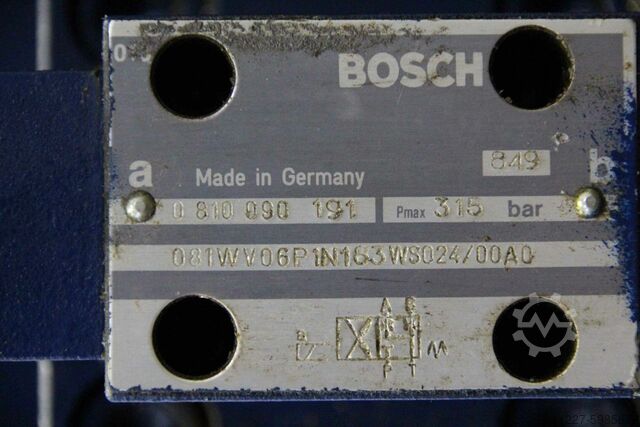 BOSCH
849
a b
Made in Germany
0 810 090 191 Pmax 315 bar
081WV06P1N163WS024/00A0
a
P T